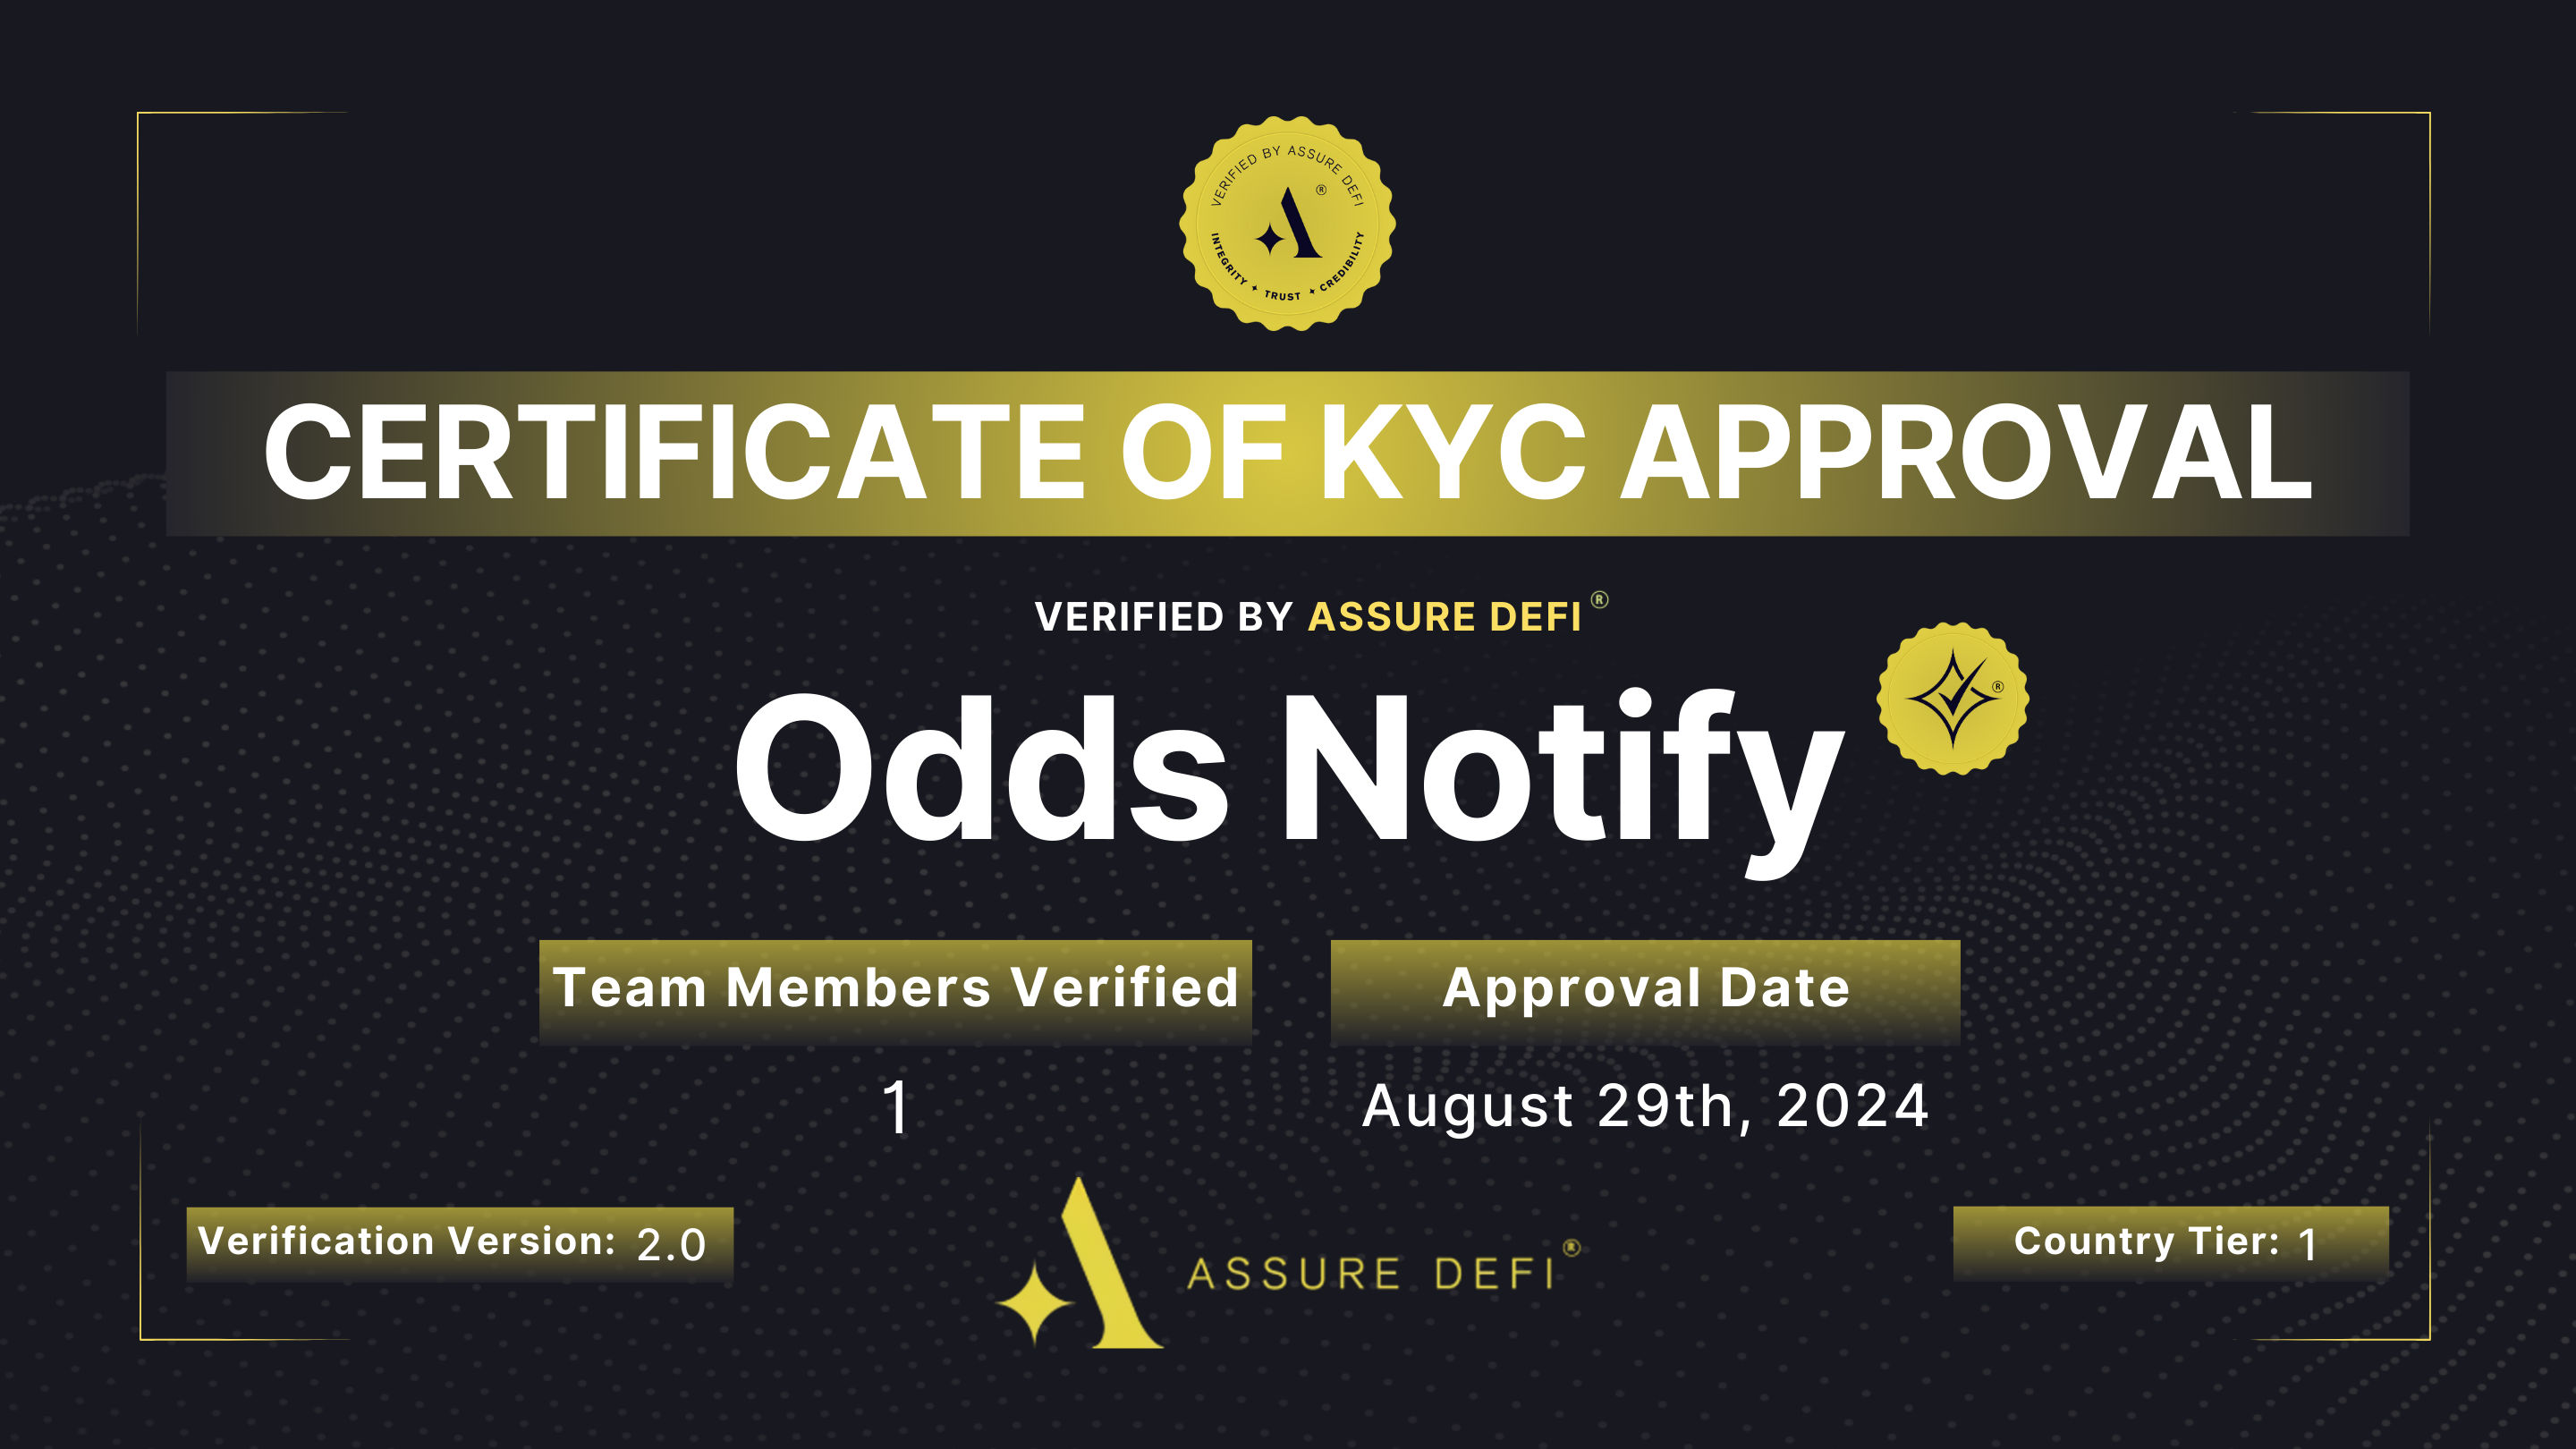 VERIFIED BY ASSURE DEFI
®
INTEGRITY ✦ TRUST ✦ CREDIBILITY
CERTIFICATE OF KYC APPROVAL
VERIFIED BY ASSURE DEFI ®
Odds Notify
®
Team Members Verified
1
Approval Date
August 29th, 2024
Verification Version: 2.0
ASSURE DEFI®
Country Tier: 1